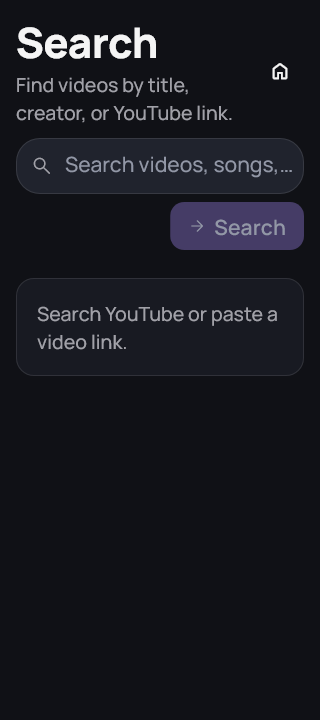 Search
Find videos by title,
creator, or YouTube link.
Search videos, songs,…
Search
Search YouTube or paste a
video link.